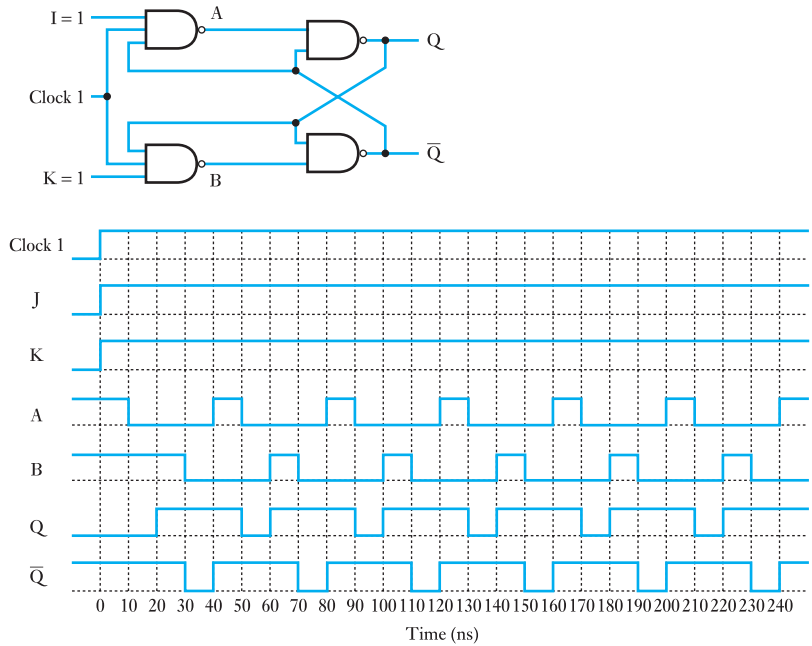 I = 1
A
Q
Clock 1
Q̅
K = 1
B
Clock 1
J
K
A
B
Q
Q̅
0 10 20 30 40 50 60 70 80 90 100 110 120 130 140 150 160 170 180 190 200 210 220 230 240
Time (ns)